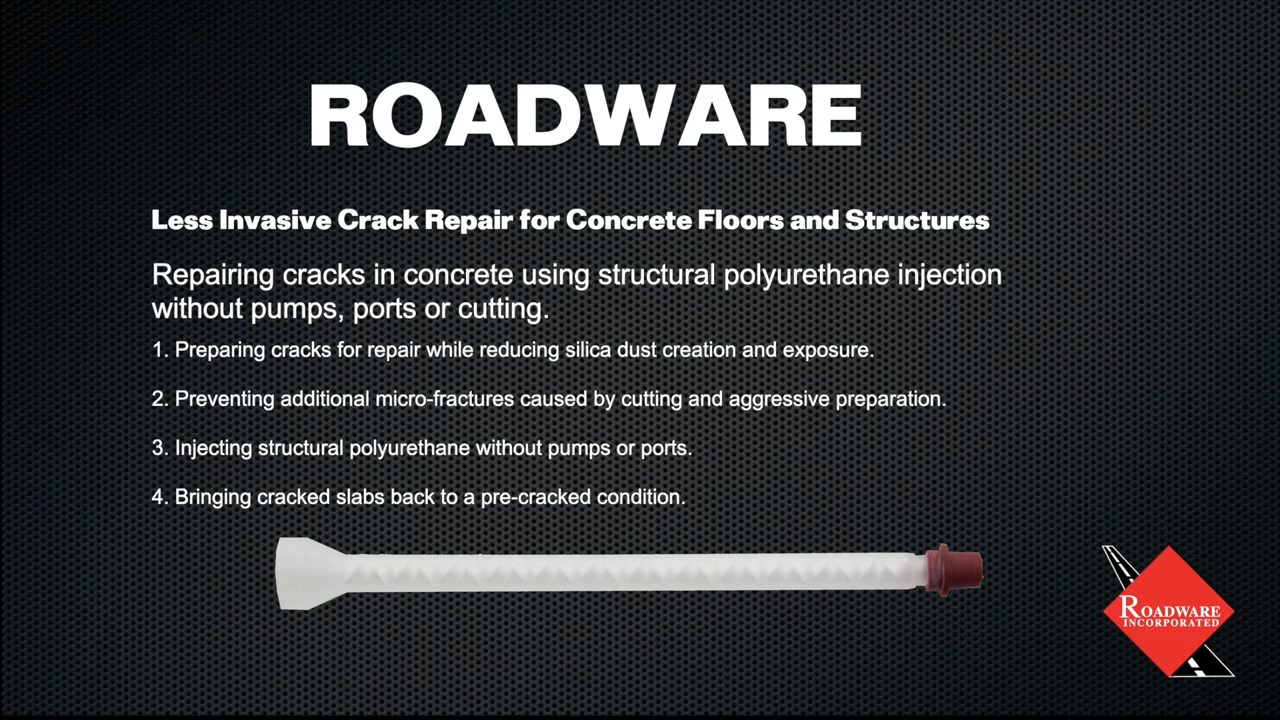 ROADWARE
Less Invasive Crack Repair for Concrete Floors and Structures
Repairing cracks in concrete using structural polyurethane injection
without pumps, ports or cutting.
1. Preparing cracks for repair while reducing silica dust creation and exposure.
2. Preventing additional micro-fractures caused by cutting and aggressive preparation.
3. Injecting structural polyurethane without pumps or ports.
4. Bringing cracked slabs back to a pre-cracked condition.
ROADWARE
INCORPORATED